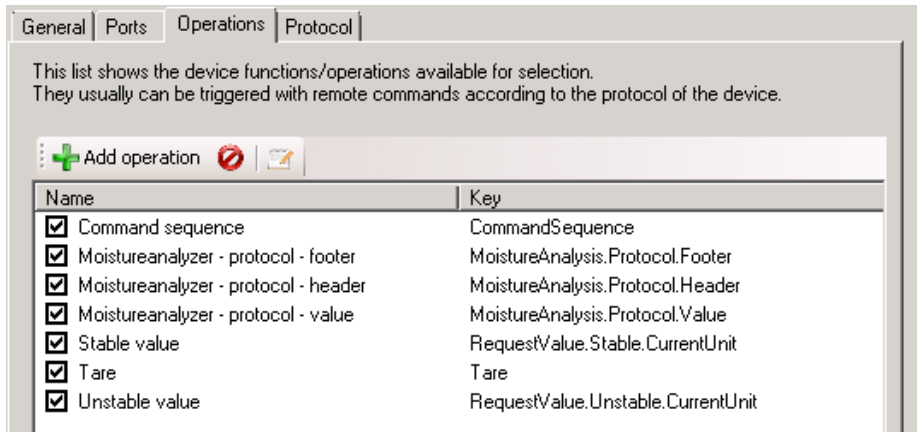 General Ports Operations Protocol
This list shows the device functions/operations available for selection.
They usually can be triggered with remote commands according to the protocol of the device.
Add operation
Name Key
Command sequence CommandSequence
Moistureanalyzer - protocol - footer MoistureAnalysis.Protocol.Footer
Moistureanalyzer - protocol - header MoistureAnalysis.Protocol.Header
Moistureanalyzer - protocol - value MoistureAnalysis.Protocol.Value
Stable value RequestValue.Stable.CurrentUnit
Tare Tare
Unstable value RequestValue.Unstable.CurrentUnit